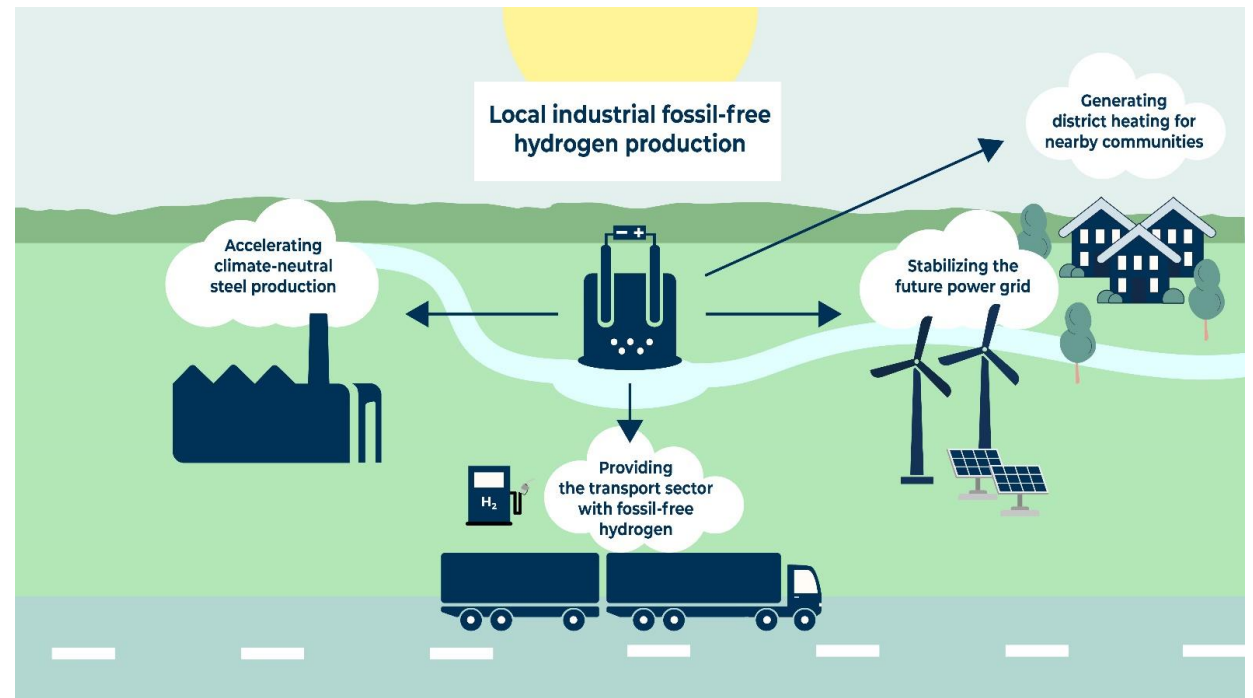 Local industrial fossil-free
hydrogen production
Generating
district heating for
nearby communities
Accelerating
climate-neutral
steel production
Stabilizing the
future power grid
Providing
the transport sector
with fossil-free
hydrogen
H₂